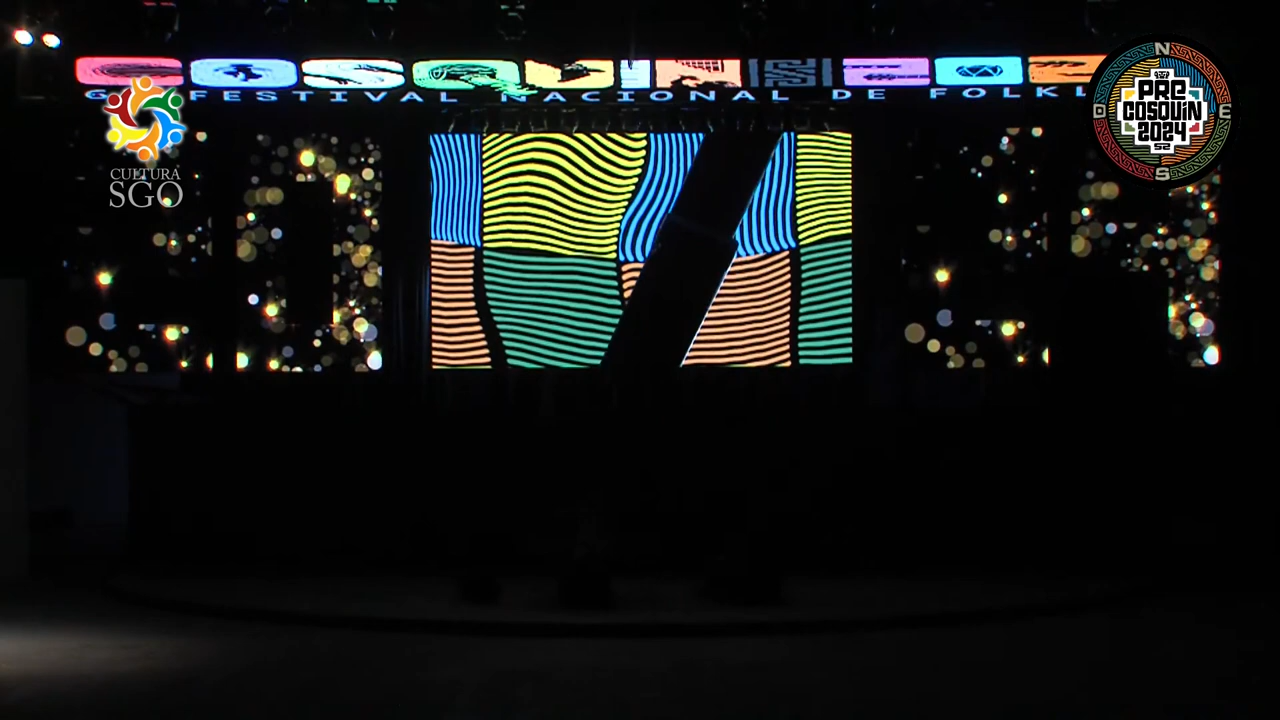 FESTIVAL NACIONAL DE FOLKL
CULTURA
SGO
N
PRE
COSQUIN
2024
O
E
S